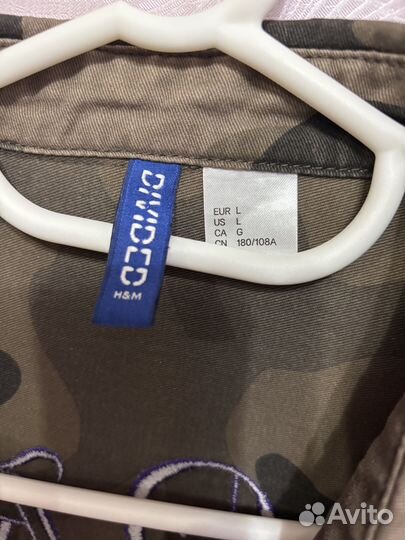 DIVIDED
H&M
EUR L
US L
CA G
CN 180/108A
Avito